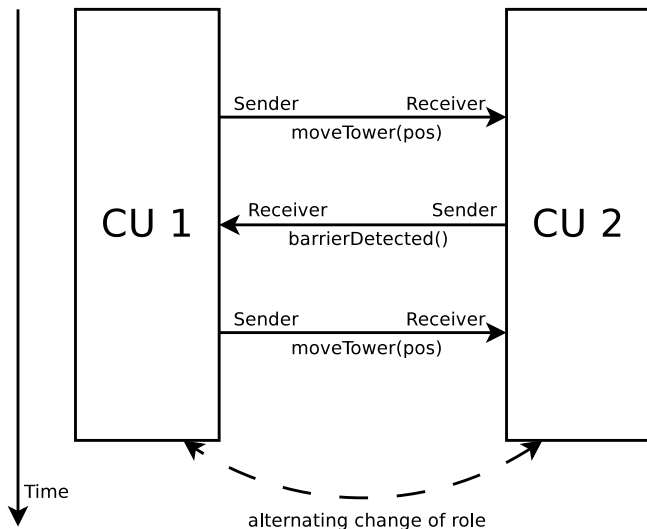 Sender Receiver
moveTower(pos)
CU 1
Receiver Sender
CU 2
barrierDetected()
Sender Receiver
moveTower(pos)
Time
alternating change of role